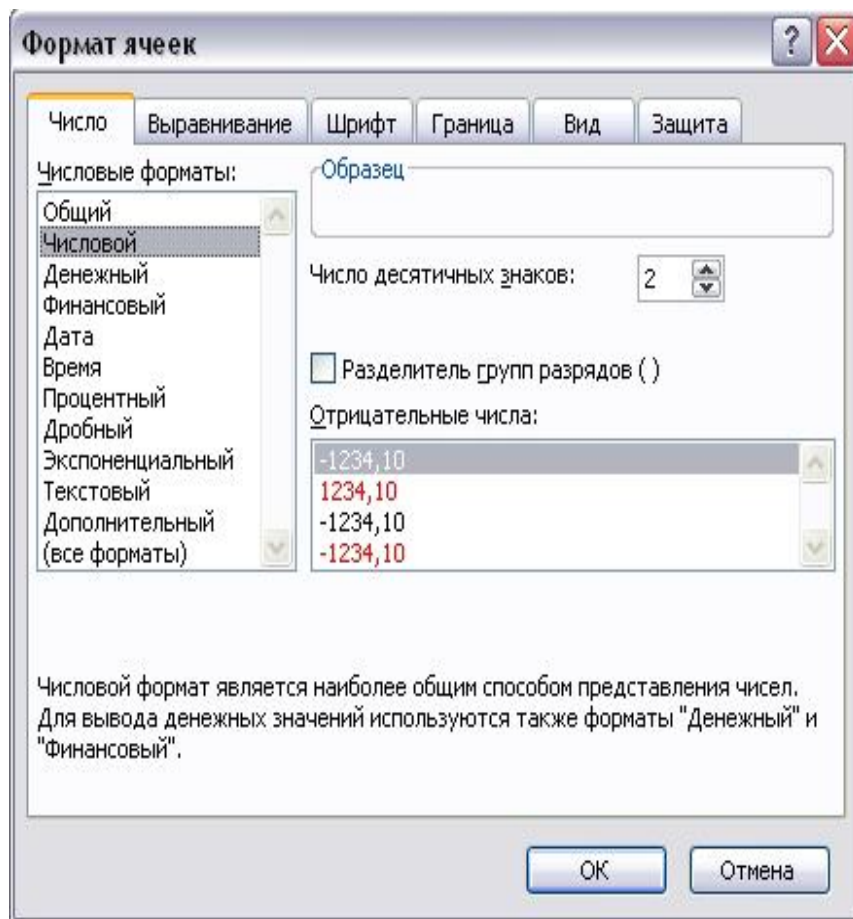 Формат ячеек
?
Число Выравнивание Шрифт Граница Вид Защита
Числовые форматы:
Общий
Числовой
Денежный
Финансовый
Дата
Время
Процентный
Дробный
Экспоненциальный
Текстовый
Дополнительный
(все форматы)
Образец
Число десятичных знаков: 2
Разделитель групп разрядов ( )
Отрицательные числа:
-1234,10
1234,10
-1234,10
-1234,10
Числовой формат является наиболее общим способом представления чисел.
Для вывода денежных значений используются также форматы "Денежный" и
"Финансовый".
ОК Отмена